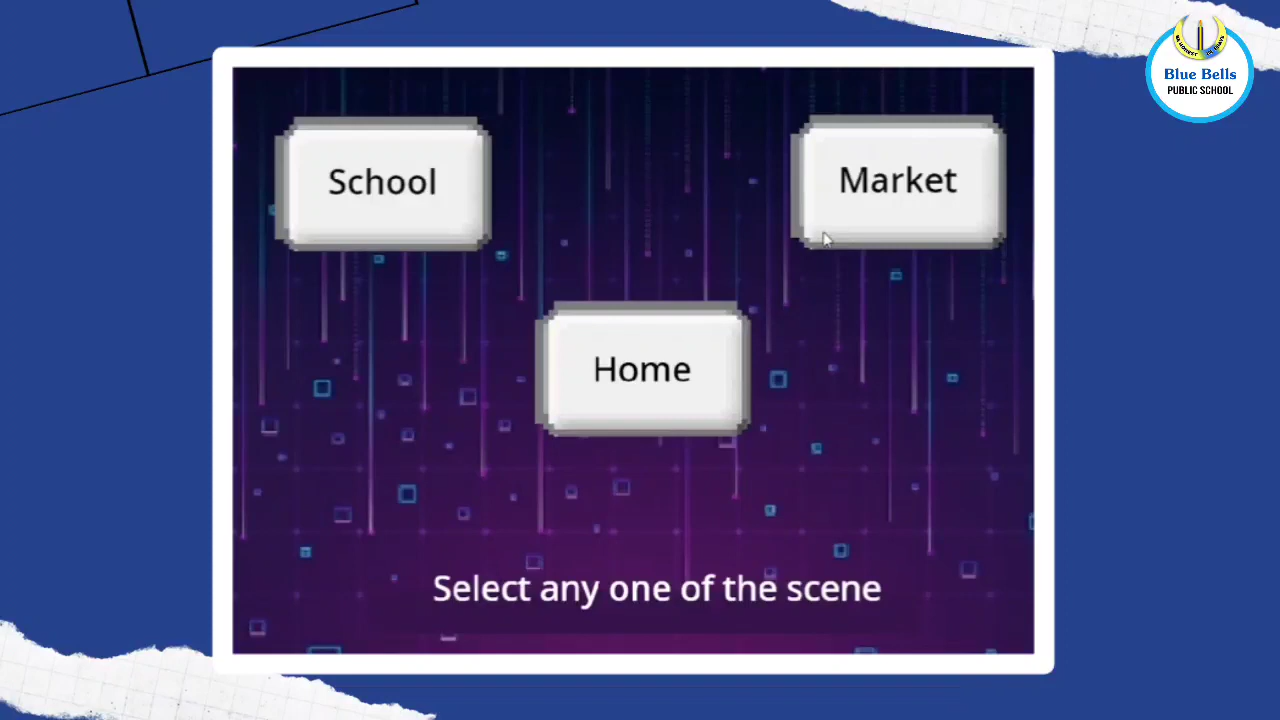 Blue Bells
PUBLIC SCHOOL
School
Market
Home
Select any one of the scene